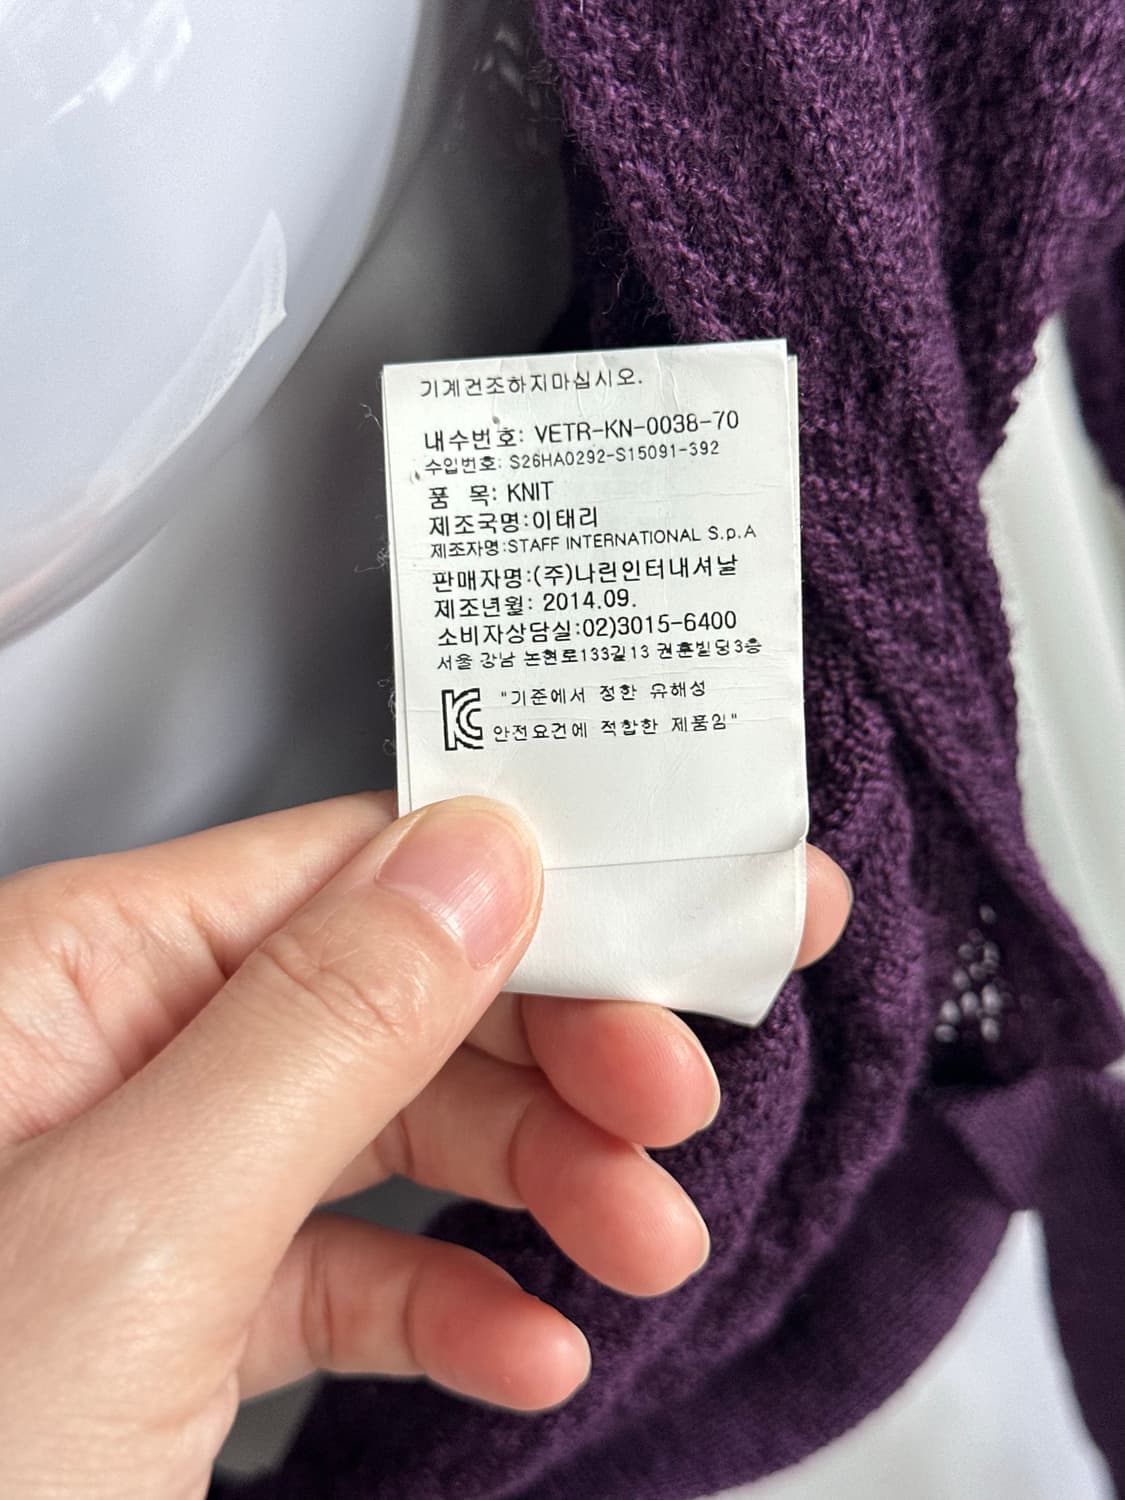 기계건조하지마십시오.
내수번호: VETR-KN-0038-70
수입번호: S26HA0292-S15091-392
품 목: KNIT
제조국명:이태리
제조자명:STAFF INTERNATIONAL S.p.A
판매자명:(주)나린인터내셔날
제조년월: 2014.09.
소비자상담실:02)3015-6400
서울 강남 논현로133길13 권훈빌딩3층
"기준에서 정한 유해성
안전요건에 적합한 제품임"